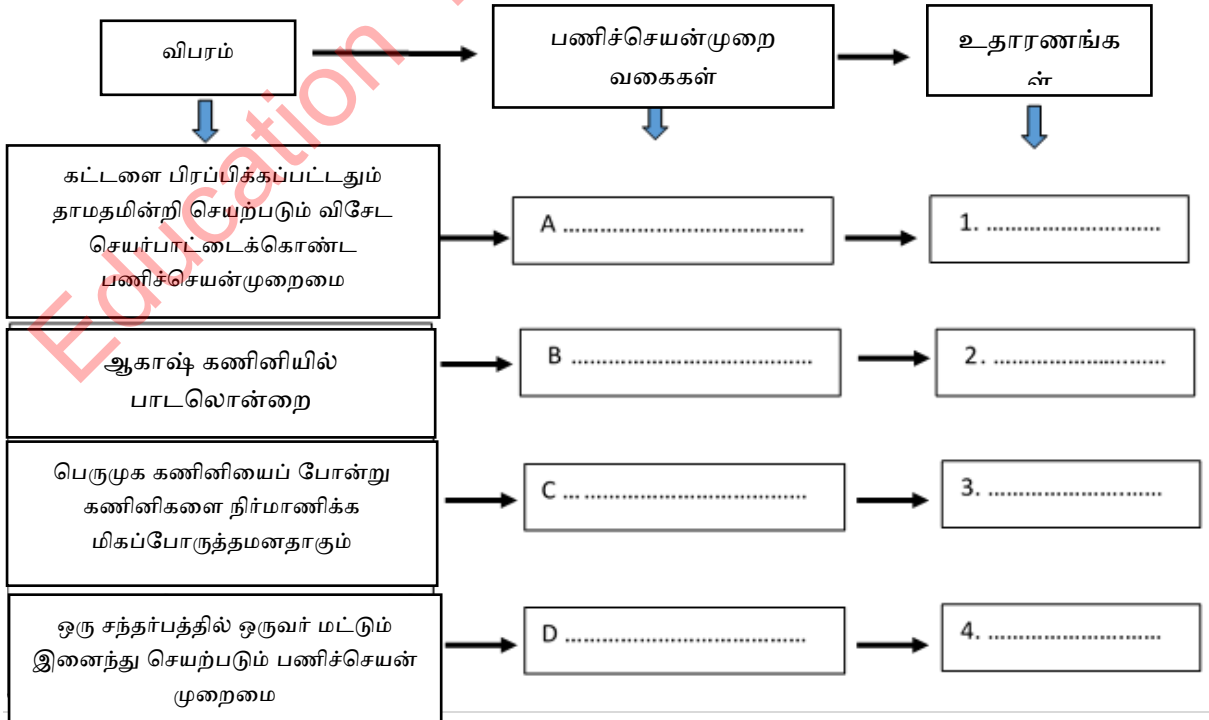 விபரம்
பணிச்செயன்முறை
வகைகள்
உதாரணங்க
ள்
கட்டளை பிரப்பிக்கப்பட்டதும்
தாமதமின்றி செயற்படும் விசேட
செயர்பாட்டைக்கொண்ட
பணிச்செயன்முறைமை
A ........................................
1. .............................
ஆகாஷ் கணினியில்
பாடலொன்றை
B ........................................
2. .............................
பெருமுக கணினியைப் போன்று
கணினிகளை நிர்மாணிக்க
மிகப்போருத்தமனதாகும்
C ... ....................................
3. .............................
ஒரு சந்தர்பத்தில் ஒருவர் மட்டும்
இனைந்து செயற்படும் பணிச்செயன்
முறைமை
D ........................................
4. .............................
Education